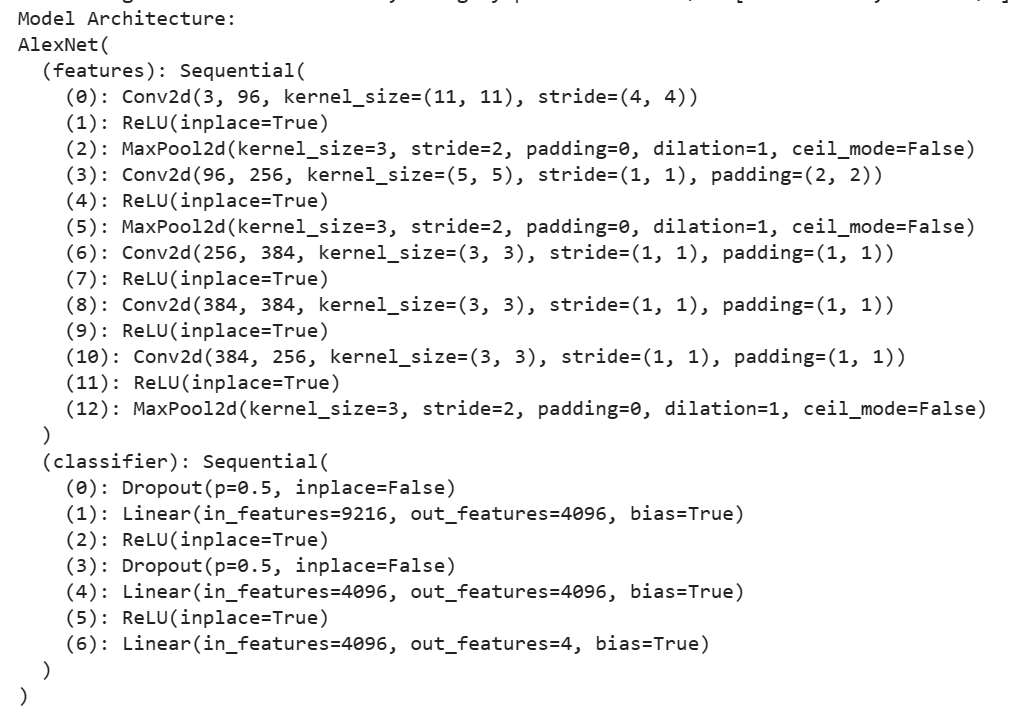 Model Architecture:
AlexNet(
  (features): Sequential(
    (0): Conv2d(3, 96, kernel_size=(11, 11), stride=(4, 4))
    (1): ReLU(inplace=True)
    (2): MaxPool2d(kernel_size=3, stride=2, padding=0, dilation=1, ceil_mode=False)
    (3): Conv2d(96, 256, kernel_size=(5, 5), stride=(1, 1), padding=(2, 2))
    (4): ReLU(inplace=True)
    (5): MaxPool2d(kernel_size=3, stride=2, padding=0, dilation=1, ceil_mode=False)
    (6): Conv2d(256, 384, kernel_size=(3, 3), stride=(1, 1), padding=(1, 1))
    (7): ReLU(inplace=True)
    (8): Conv2d(384, 384, kernel_size=(3, 3), stride=(1, 1), padding=(1, 1))
    (9): ReLU(inplace=True)
    (10): Conv2d(384, 256, kernel_size=(3, 3), stride=(1, 1), padding=(1, 1))
    (11): ReLU(inplace=True)
    (12): MaxPool2d(kernel_size=3, stride=2, padding=0, dilation=1, ceil_mode=False)
  )
  (classifier): Sequential(
    (0): Dropout(p=0.5, inplace=False)
    (1): Linear(in_features=9216, out_features=4096, bias=True)
    (2): ReLU(inplace=True)
    (3): Dropout(p=0.5, inplace=False)
    (4): Linear(in_features=4096, out_features=4096, bias=True)
    (5): ReLU(inplace=True)
    (6): Linear(in_features=4096, out_features=4, bias=True)
  )
)